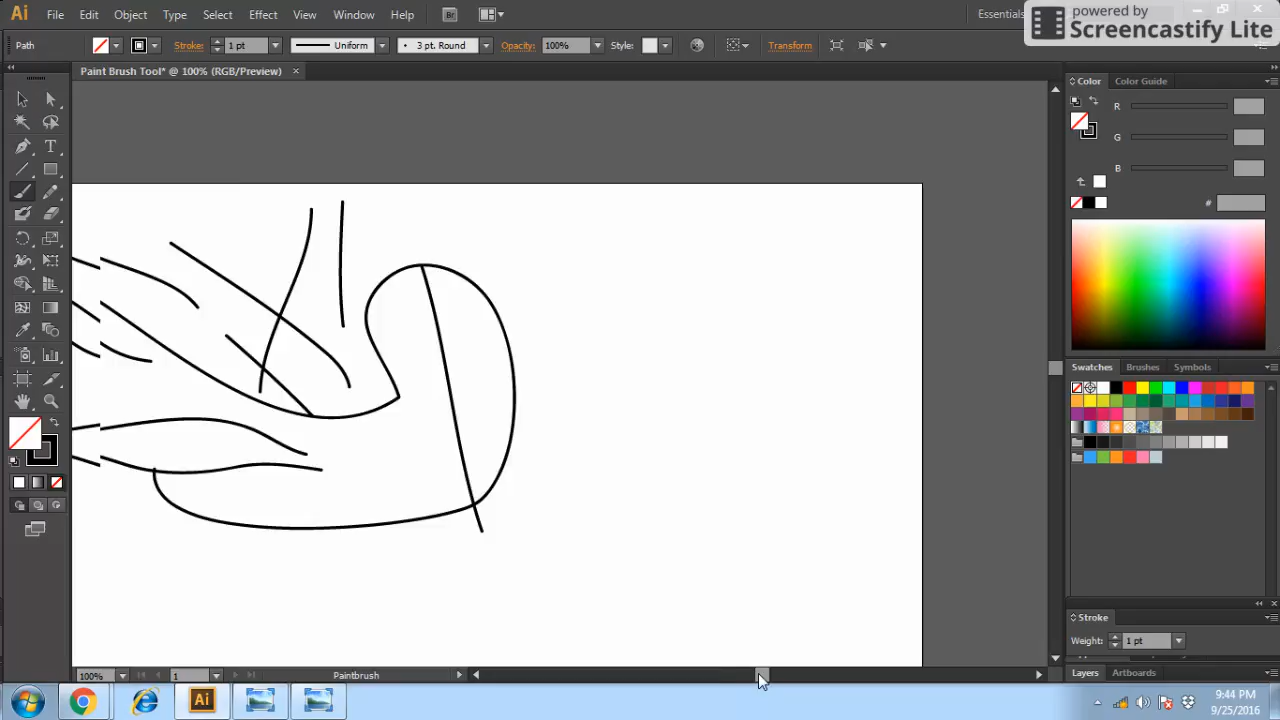 Ai File Edit Object Type Select Effect View Window Help Br Essentials
powered by
Screencastify Lite
Path Stroke: 1 pt Uniform 3 pt. Round Opacity: 100% Style: Transform
Paint Brush Tool* @ 100% (RGB/Preview) ×
Color Color Guide
R
G
B
#
Swatches Brushes Symbols
Stroke
Weight: 1 pt
100% 1 Paintbrush
Layers Artboards
Ai
9:44 PM
9/25/2016